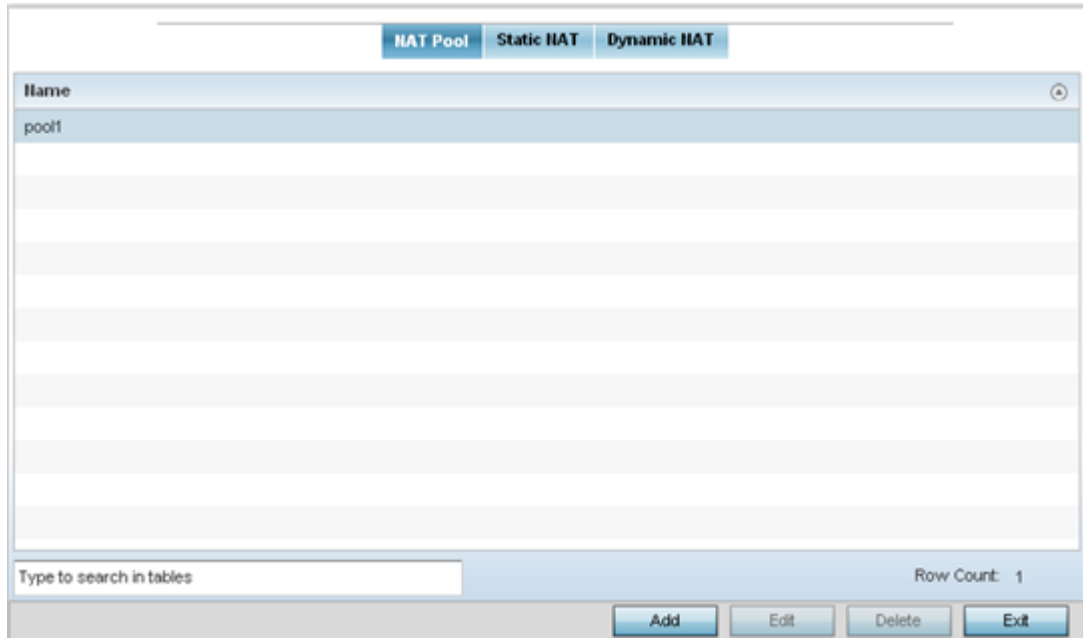 NAT Pool Static NAT Dynamic NAT
Name
pool1
Type to search in tables Row Count: 1
Add Edit Delete Exit